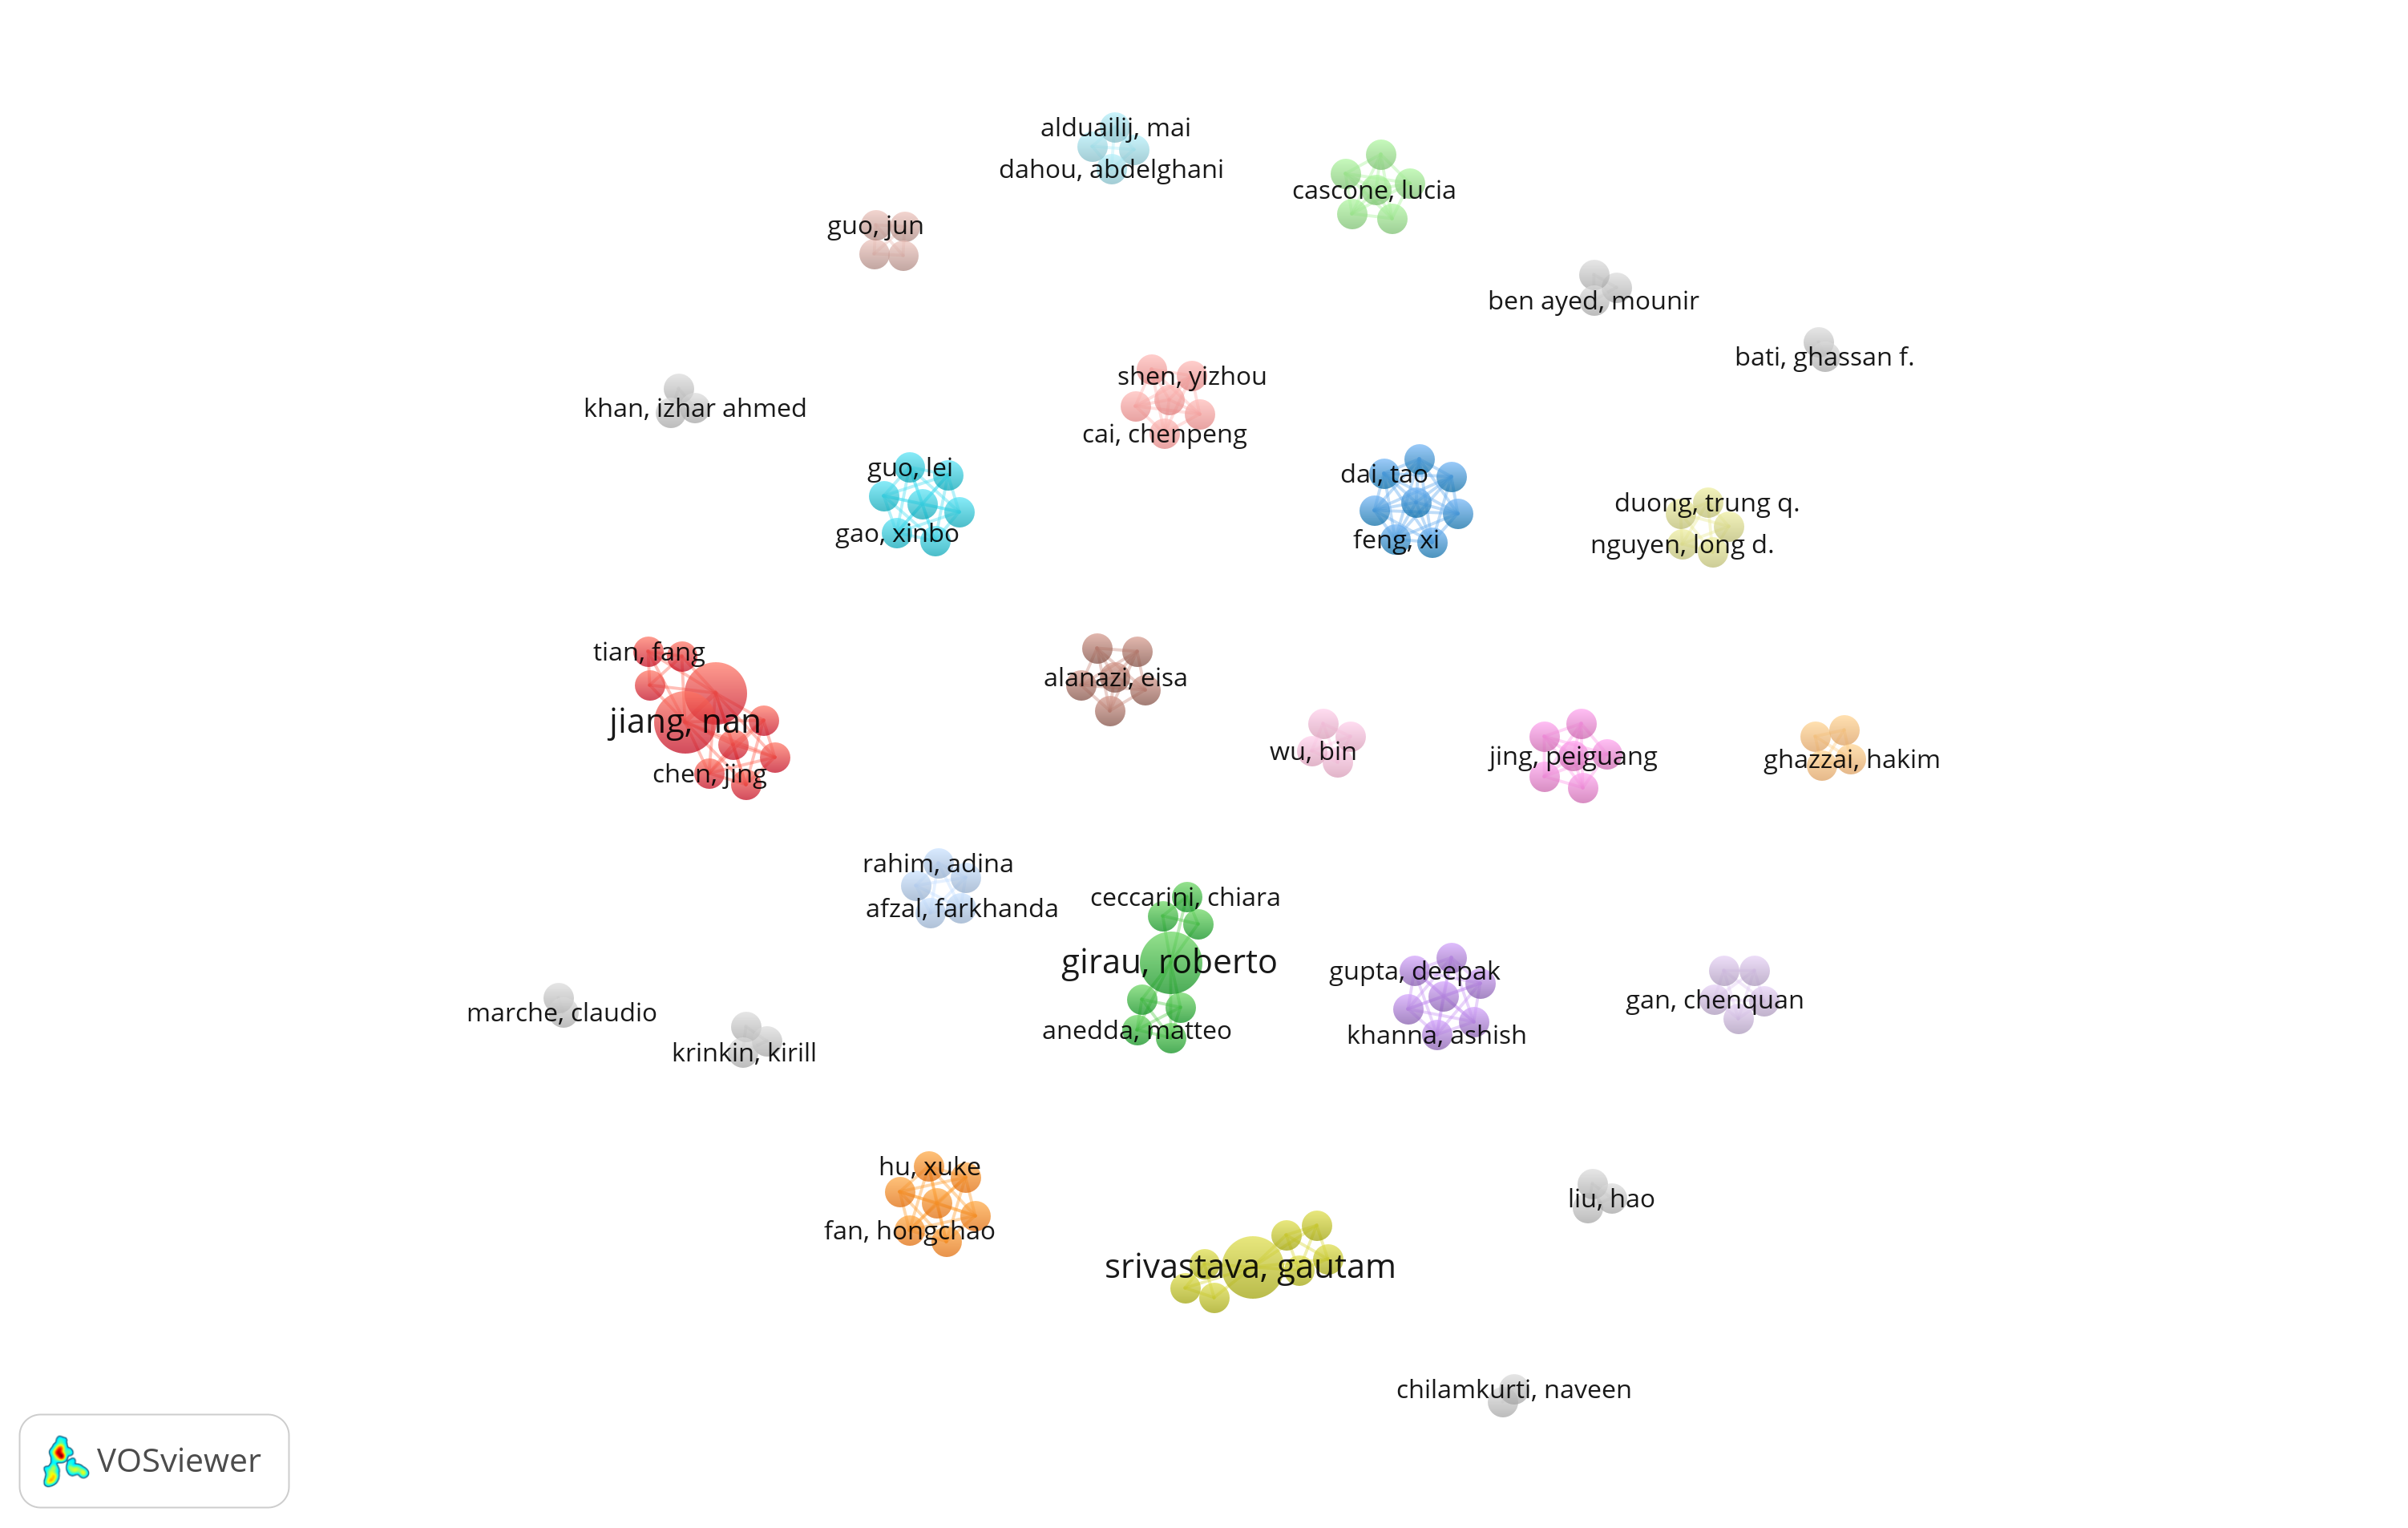 alduailij, mai
dahou, abdelghani
cascone, lucia
guo, jun
ben ayed, mounir
bati, ghassan f.
shen, yizhou
khan, izhar ahmed
cai, chenpeng
guo, lei
dai, tao
duong, trung q.
gao, xinbo
feng, xi
nguyen, long d.
tian, fang
alanazi, eisa
jiang, nan
wu, bin
jing, peiguang
ghazzai, hakim
chen, jing
rahim, adina
ceccarini, chiara
afzal, farkhanda
girau, roberto
gupta, deepak
gan, chenquan
marche, claudio
anedda, matteo
khanna, ashish
krinkin, kirill
hu, xuke
liu, hao
fan, hongchao
srivastava, gautam
chilamkurti, naveen
VOSviewer